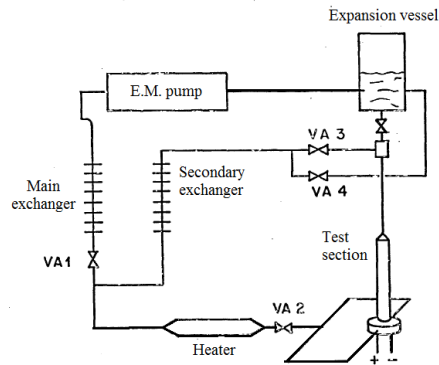 Expansion vessel
E.M. pump
VA 3
Secondary
exchanger
VA 4
Main
exchanger
VA1
Test
section
VA 2
Heater
+ -